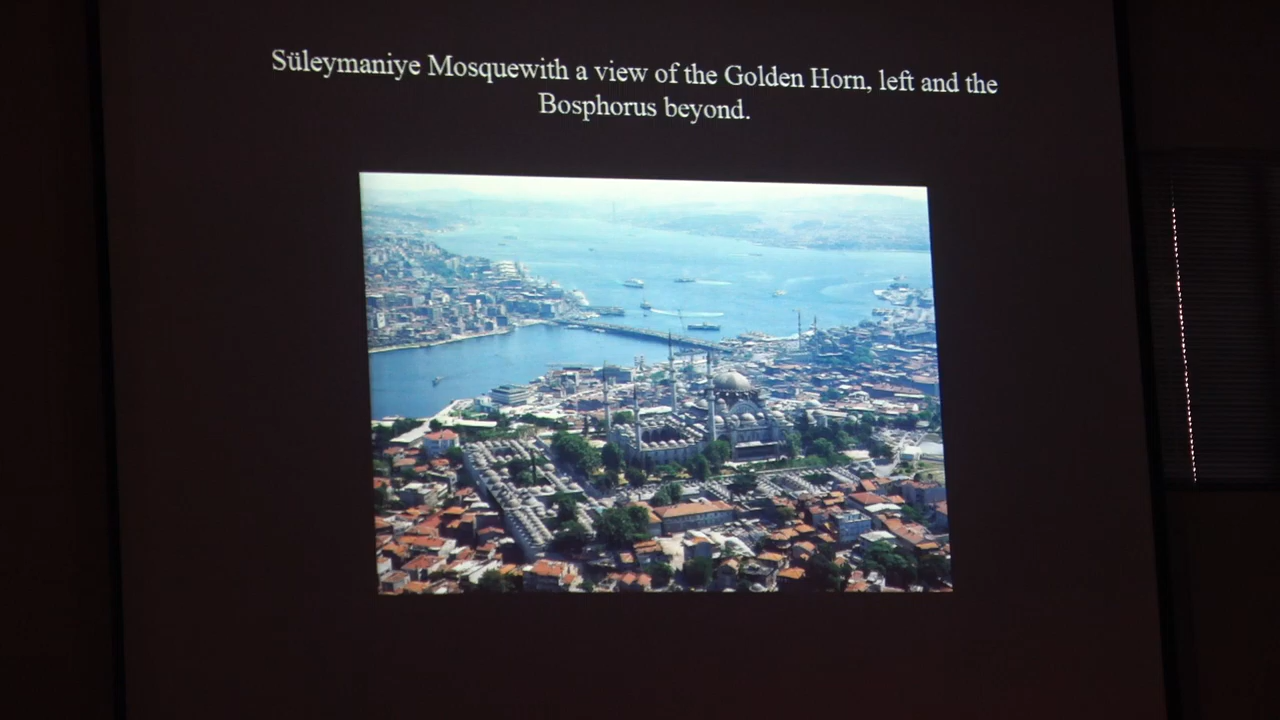 Süleymaniye Mosquewith a view of the Golden Horn, left and the
Bosphorus beyond.